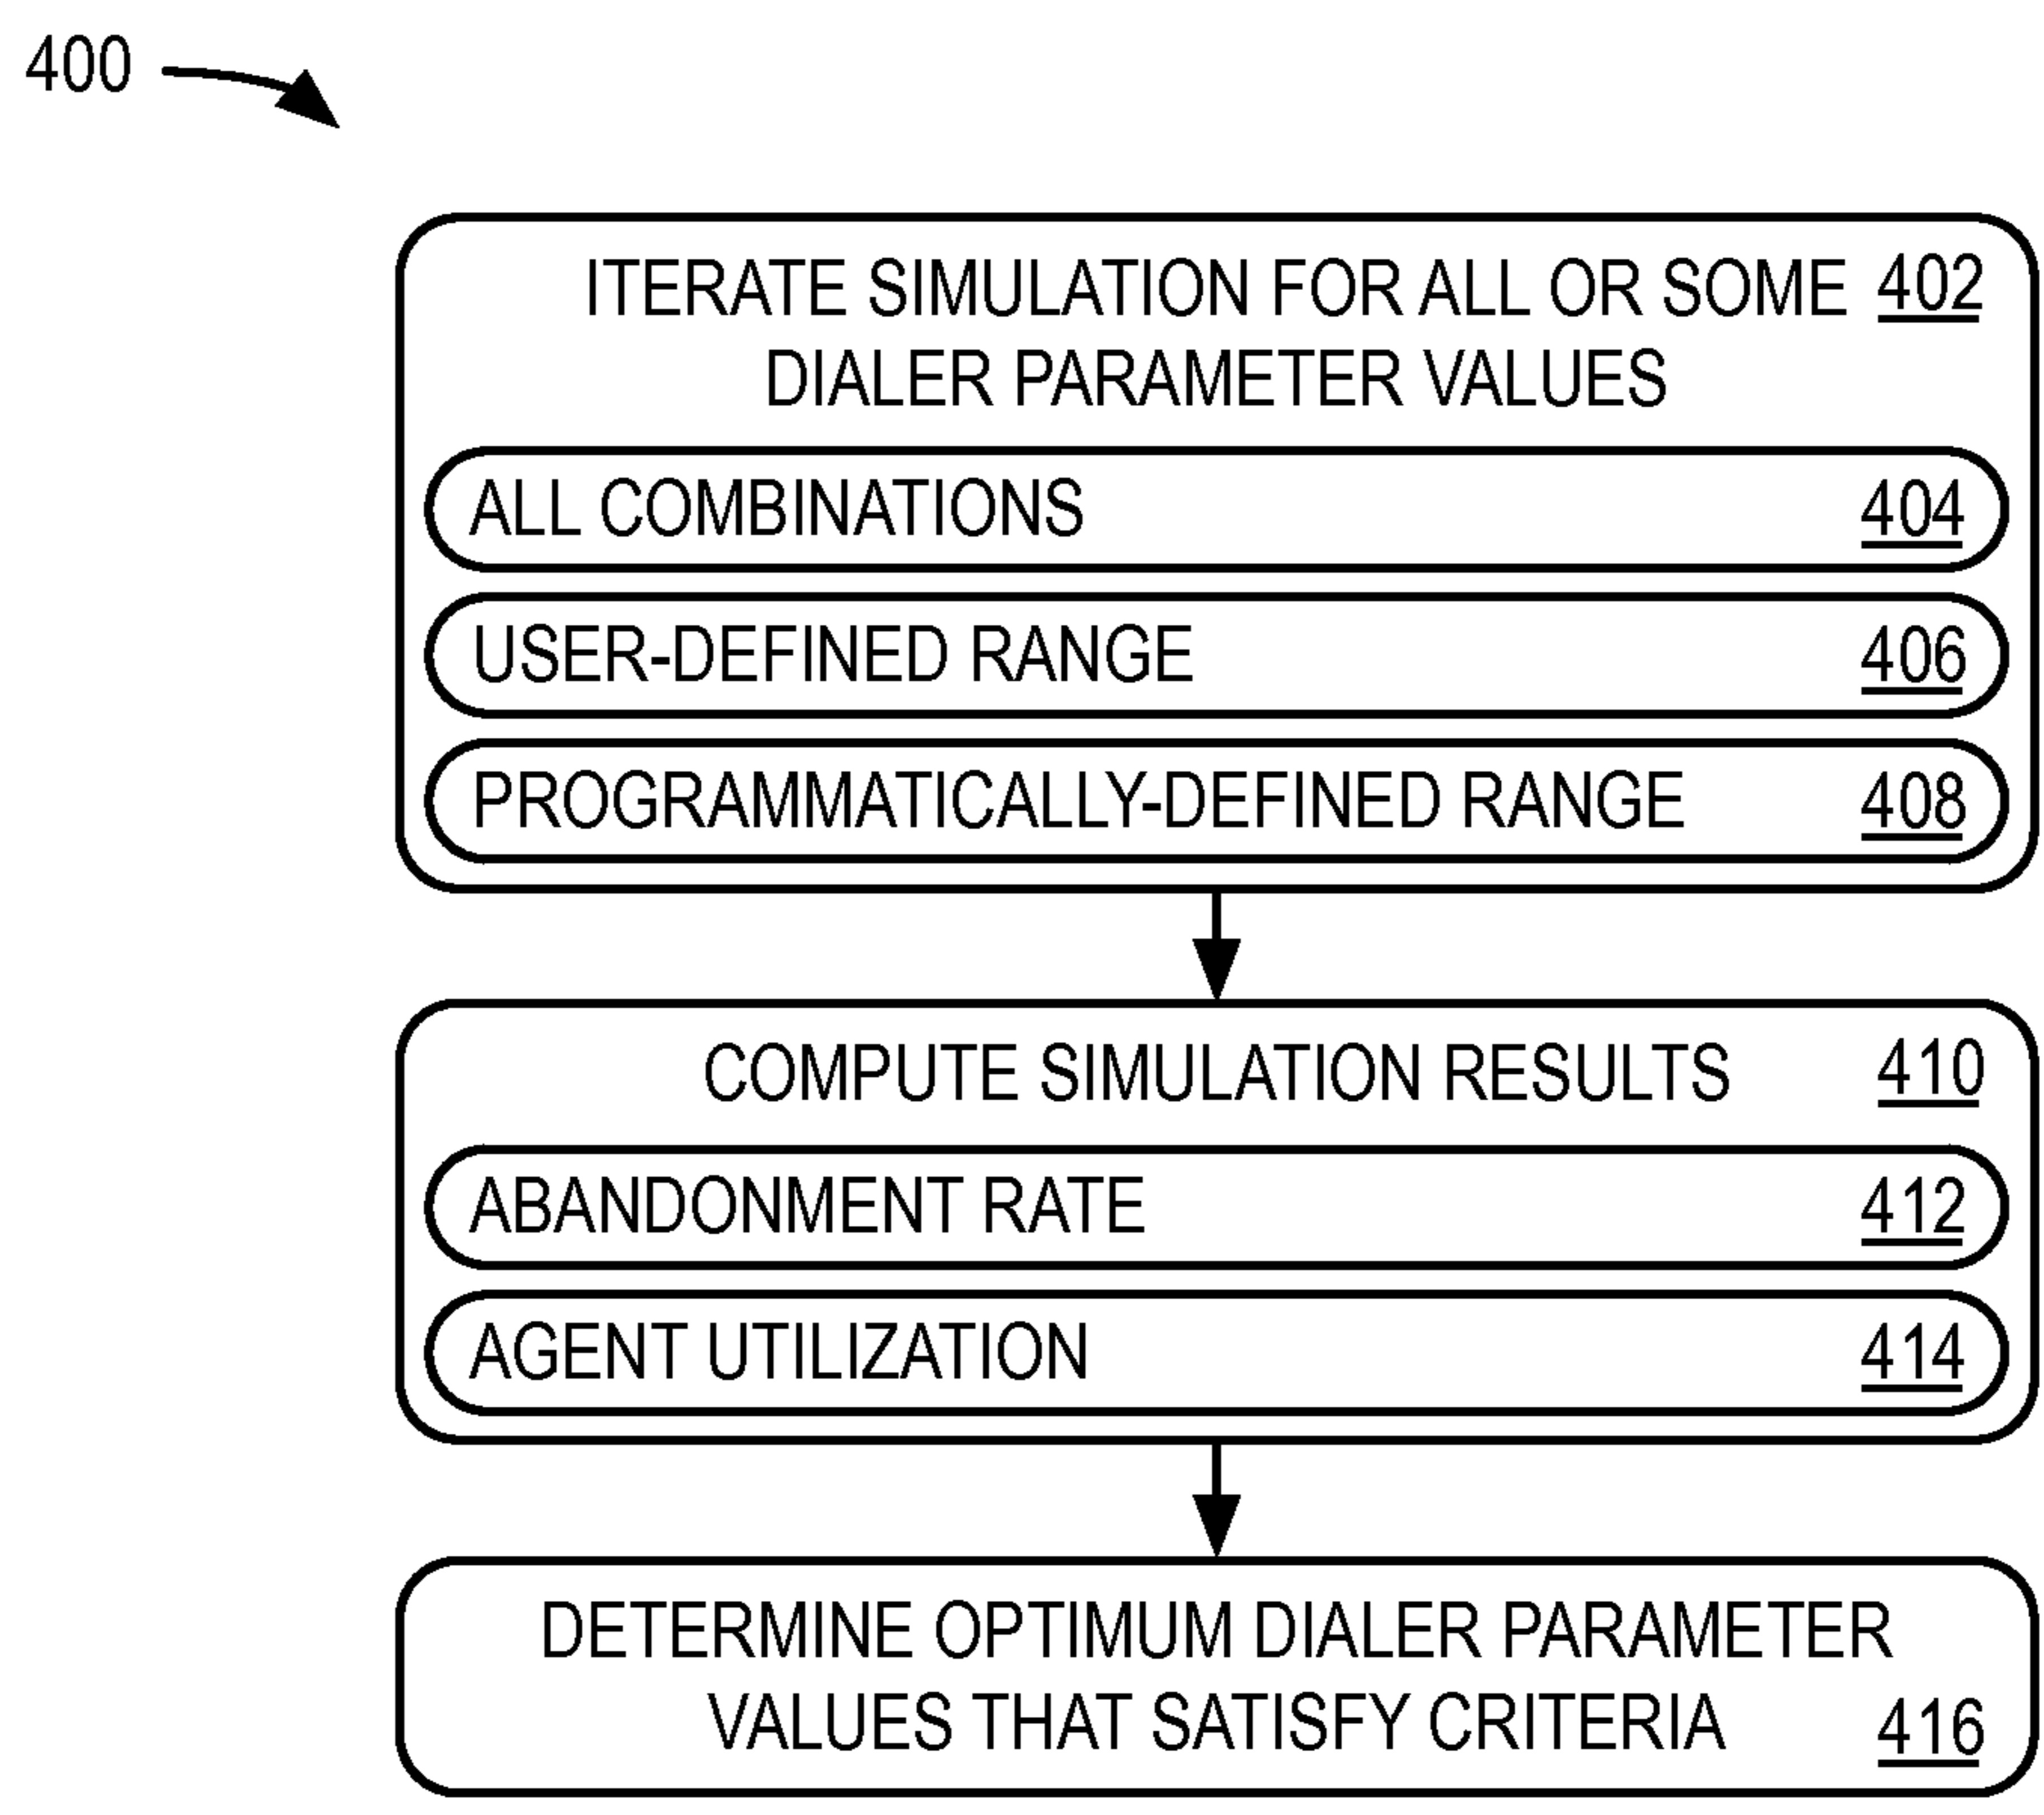 400
ITERATE SIMULATION FOR ALL OR SOME 402
DIALER PARAMETER VALUES
ALL COMBINATIONS 404
USER-DEFINED RANGE 406
PROGRAMMATICALLY-DEFINED RANGE 408
COMPUTE SIMULATION RESULTS 410
ABANDONMENT RATE 412
AGENT UTILIZATION 414
DETERMINE OPTIMUM DIALER PARAMETER
VALUES THAT SATISFY CRITERIA 416